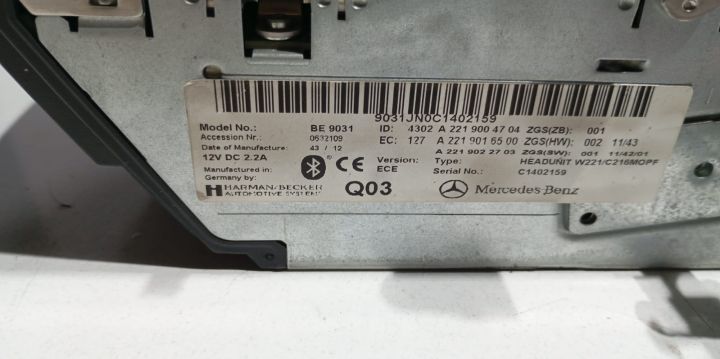 9031JN0C1402159
Model No.: BE 9031 ID: 4302 A 221 900 47 04 ZGS(ZB): 001
Accession Nr.: 0632109 EC: 127 A 221 901 65 00 ZGS(HW): 002 11/43
Date of Manufacture: 43 / 12 A 221 902 27 03 ZGS(SW): 001 11/42/01
12V DC 2.2A CE Version: Type: HEADUNIT W221/C216MOPF
Manufactured in Germany by: ECE Serial No.: C1402159
HARMAN/BECKER Q03 Mercedes-Benz
AUTOMOTIVE SYSTEMS